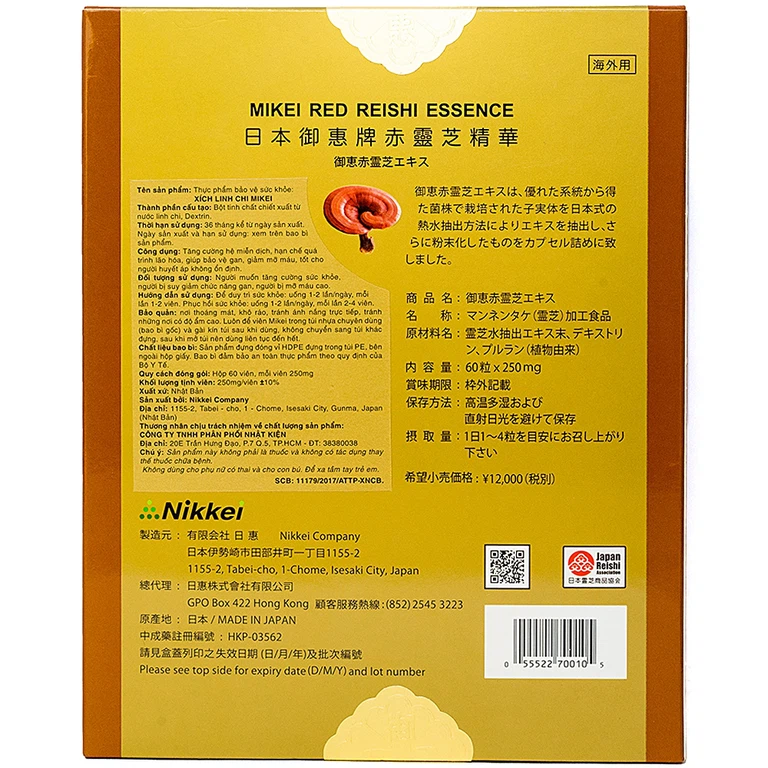 海外用
MIKEI RED REISHI ESSENCE
日本御惠牌赤靈芝精華
御恵赤霊芝エキス
Tên sản phẩm: Thực phẩm bảo vệ sức khỏe:
XÍCH LINH CHI MIKEI
Thành phần cấu tạo: Bột tinh chất chiết xuất từ
nước linh chi, Dextrin.
Thời hạn sử dụng: 36 tháng kể từ ngày sản xuất.
Ngày sản xuất và hạn sử dụng: xem trên bao bì
sản phẩm.
Công dụng: Tăng cường hệ miễn dịch, hạn chế quá
trình lão hóa, giúp bảo vệ gan, giảm mỡ máu, tốt cho
người huyết áp không ổn định.
Đối tượng sử dụng: Người muốn tăng cường sức khỏe,
người bị suy giảm chức năng gan, người bị mỡ máu cao.
Hướng dẫn sử dụng: Để duy trì sức khỏe: uống 1-2 lần/ngày, mỗi
lần 1-2 viên. Phục hồi sức khỏe: uống 1-2 lần/ngày, mỗi lần 2-4 viên.
Bảo quản: nơi thoáng mát, khô ráo, tránh ánh nắng trực tiếp, tránh
những nơi có độ ẩm cao. Luôn để viên Mikei trong túi nhựa chuyên dùng
(bao bì gốc) và gài kín túi sau khi dùng, không chuyển sang túi khác
đựng, sau khi mở túi nên dùng liên tục đến hết.
Chất liệu bao bì: Sản phẩm đựng đóng vỉ HDPE đựng trong túi PE, bên
ngoài hộp giấy. Bao bì đảm bảo an toàn thực phẩm theo quy định của
Bộ Y Tế.
Quy cách đóng gói: Hộp 60 viên, mỗi viên 250mg
Khối lượng tịnh viên: 250mg/viên ±10%
Xuất xứ: Nhật Bản
Sản xuất bởi: Nikkei Company
Địa chỉ: 1155-2, Tabei - cho, 1 - Chome, Isesaki City, Gunma, Japan
(Nhật Bản)
Thương nhân chịu trách nhiệm về chất lượng sản phẩm:
CÔNG TY TNHH PHÂN PHỐI NHẬT KIỆN
Địa chỉ: 20E Trần Hưng Đạo, P.7 Q.5, TP.HCM - ĐT: 38380038
Chú ý: Sản phẩm này không phải là thuốc và không có tác dụng thay
thế thuốc chữa bệnh.
Không dùng cho phụ nữ có thai và cho con bú. Để xa tầm tay trẻ em.
SCB: 11179/2017/ATTP-XNCB.
御恵赤霊芝エキスは、優れた系統から得
た菌株で栽培された子実体を日本式の
熱水抽出方法によりエキスを抽出し、さ
らに粉末化したものをカプセル詰めに致
しました。
商品名:御恵赤霊芝エキス
名称:マンネンタケ(霊芝)加工食品
原材料名:霊芝水抽出エキス末、デキストリ
ン、プルラン(植物由来)
内容量:60粒x250mg
賞味期限:枠外記載
保存方法:高温多湿および
直射日光を避けて保存
摂取量:1日1~4粒を目安にお召し上がり
下さい
希望小売価格:¥12,000(税別)
Nikkei
製造元:有限会社 日惠 Nikkei Company
日本伊勢崎市田部井町一丁目1155-2
1155-2, Tabei-cho, 1-Chome, Isesaki City, Japan
總代理:日惠株式會社有限公司
GPO Box 422 Hong Kong 顧客服務熱線:(852) 2545 3223
原產地:日本 / MADE IN JAPAN
中成藥註冊編號:HKP-03562
請見盒蓋列印之失效日期 (日/月/年)及批次編號
Please see top side for expiry date (D/M/Y) and lot number
Japan
Reishi
Association
日本霊芝商品協会
0 55522 70010 5